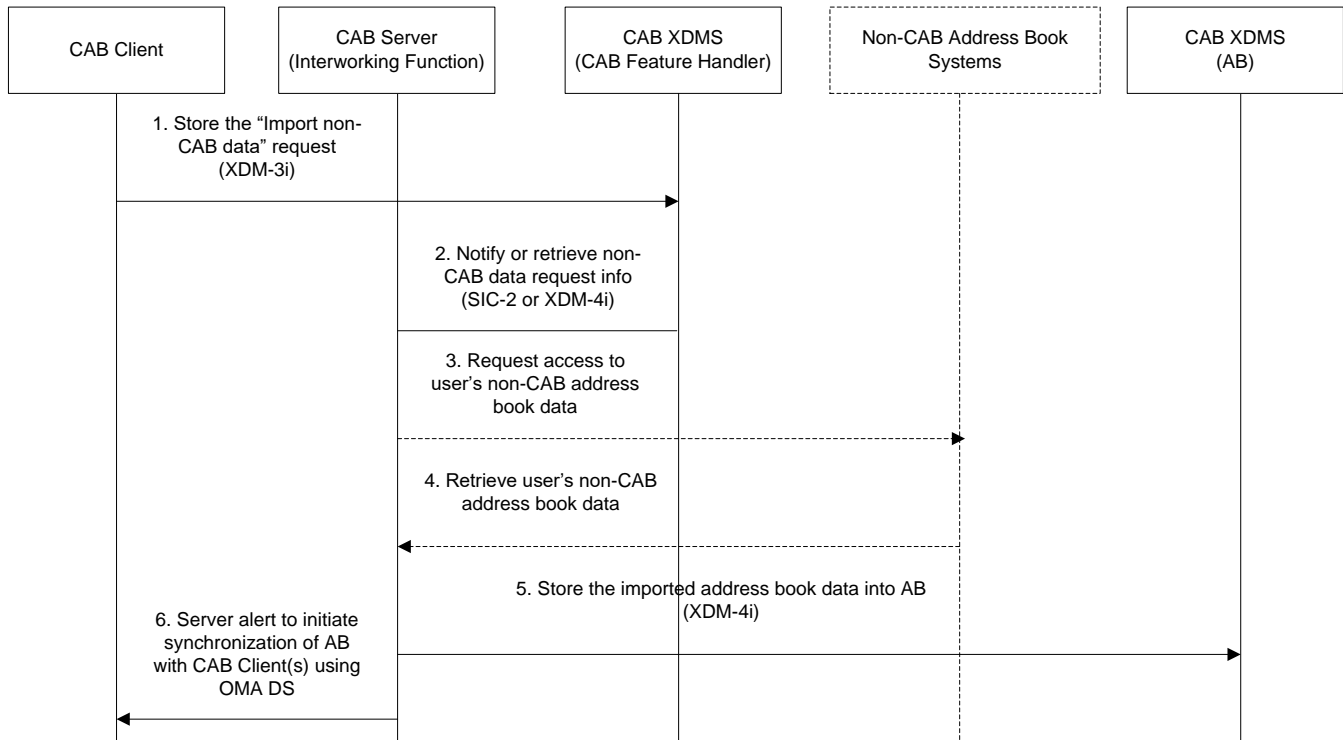 CAB Client
CAB Server
(Interworking Function)
CAB XDMS
(CAB Feature Handler)
Non-CAB Address Book
Systems
CAB XDMS
(AB)
1. Store the “Import non-
CAB data” request
(XDM-3i)
2. Notify or retrieve non-
CAB data request info
(SIC-2 or XDM-4i)
3. Request access to
user’s non-CAB address
book data
4. Retrieve user’s non-CAB
address book data
5. Store the imported address book data into AB
(XDM-4i)
6. Server alert to initiate
synchronization of AB
with CAB Client(s) using
OMA DS